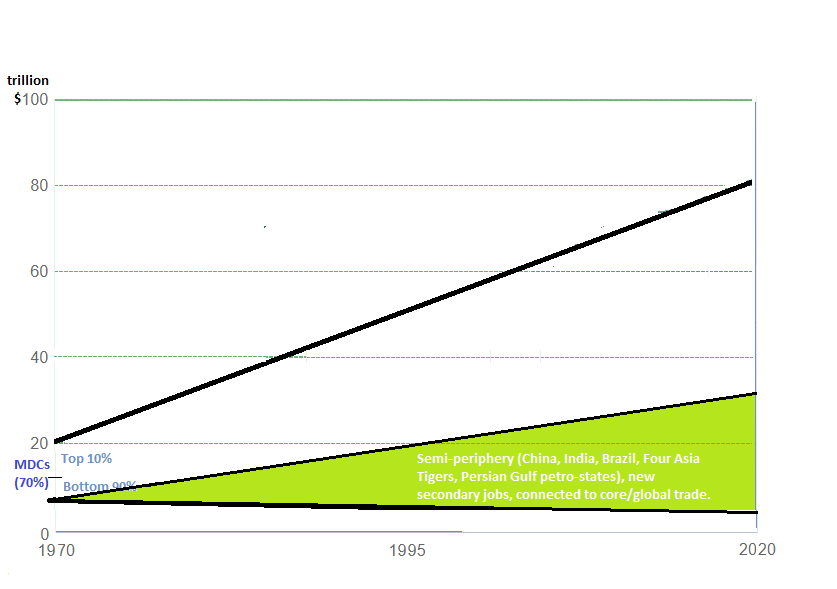 trillion
$100
80
60
40
20
Top 10%
MDCs
(70%)
Bottom 90%
Semi-periphery (China, India, Brazil, Four Asia
Tigers, Persian Gulf petro-states), new
secondary jobs, connected to core/global trade.
0
1970
1995
2020